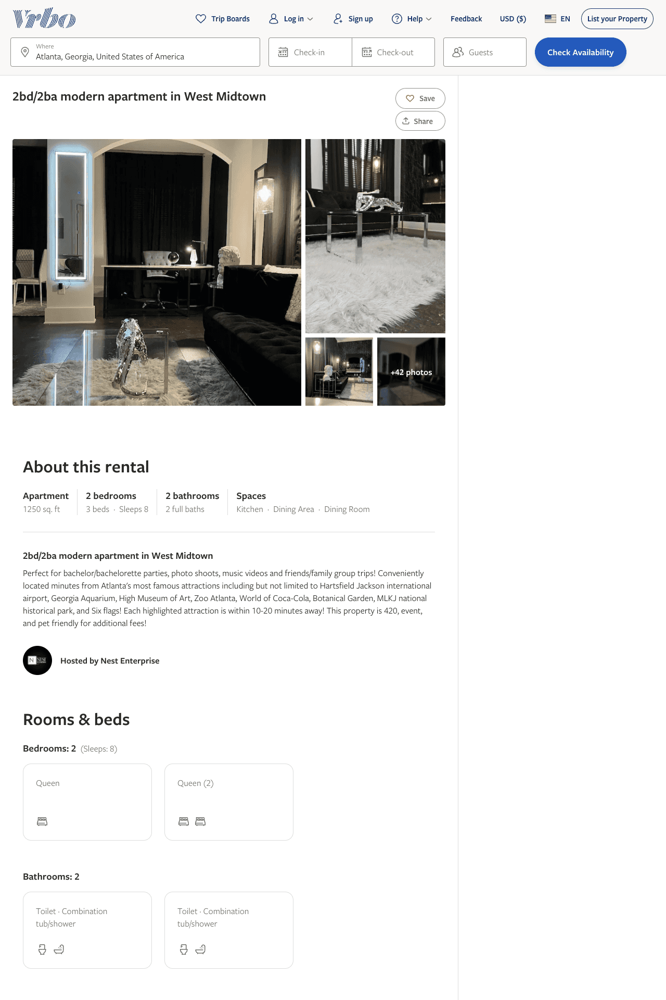 Vrbo
Trip Boards
Log in
Sign up
Help
Feedback
USD ($)
EN
List your Property
Where
Atlanta, Georgia, United States of America
Check-in
Check-out
Guests
Check Availability
2bd/2ba modern apartment in West Midtown
Save
Share
+42 photos
About this rental
Apartment
1250 sq. ft
2 bedrooms
3 beds · Sleeps 8
2 bathrooms
2 full baths
Spaces
Kitchen · Dining Area · Dining Room
2bd/2ba modern apartment in West Midtown
Perfect for bachelor/bachelorette parties, photo shoots, music videos and friends/family group trips! Conveniently
located minutes from Atlanta's most famous attractions including but not limited to Hartsfield Jackson international
airport, Georgia Aquarium, High Museum of Art, Zoo Atlanta, World of Coca-Cola, Botanical Garden, MLKJ national
historical park, and Six flags! Each highlighted attraction is within 10-20 minutes away! This property is 420, event,
and pet friendly for additional fees!
N NEST
Hosted by Nest Enterprise
Rooms & beds
Bedrooms: 2 (Sleeps: 8)
Queen
Queen (2)
Bathrooms: 2
Toilet · Combination
tub/shower
Toilet · Combination
tub/shower